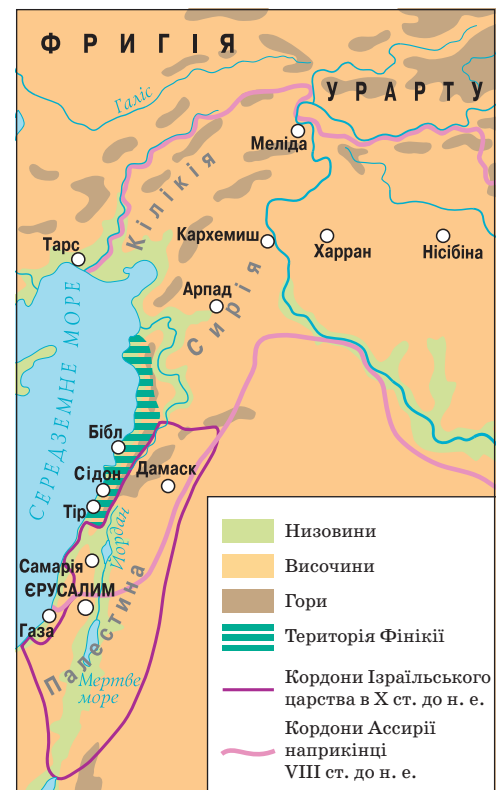 ФРИГІЯ
УРАРТУ
Галіс
Меліда
Кілікія
Тарс
Кархемиш
Харран
Нісібіна
Арпад
Сирія
СЕРЕДЗЕМНЕ МОРЕ
Бібл
Сідон
Дамаск
Тір
Йордан
Самарія
ЄРУСАЛИМ
Газа
Палестина
Мертве
море
Низовини
Височини
Гори
Територія Фінікії
Кордони Ізраїльського
царства в X ст. до н. е.
Кордони Ассирії
наприкінці
VIII ст. до н. е.